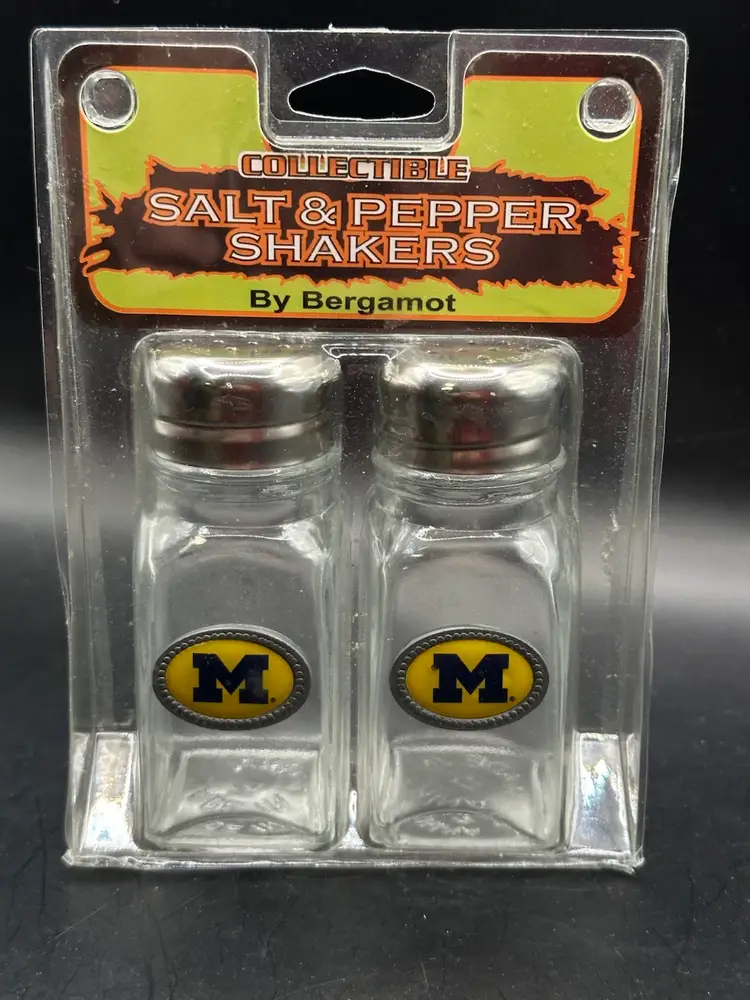 COLLECTIBLE
SALT & PEPPER
SHAKERS
By Bergamot
M® M®